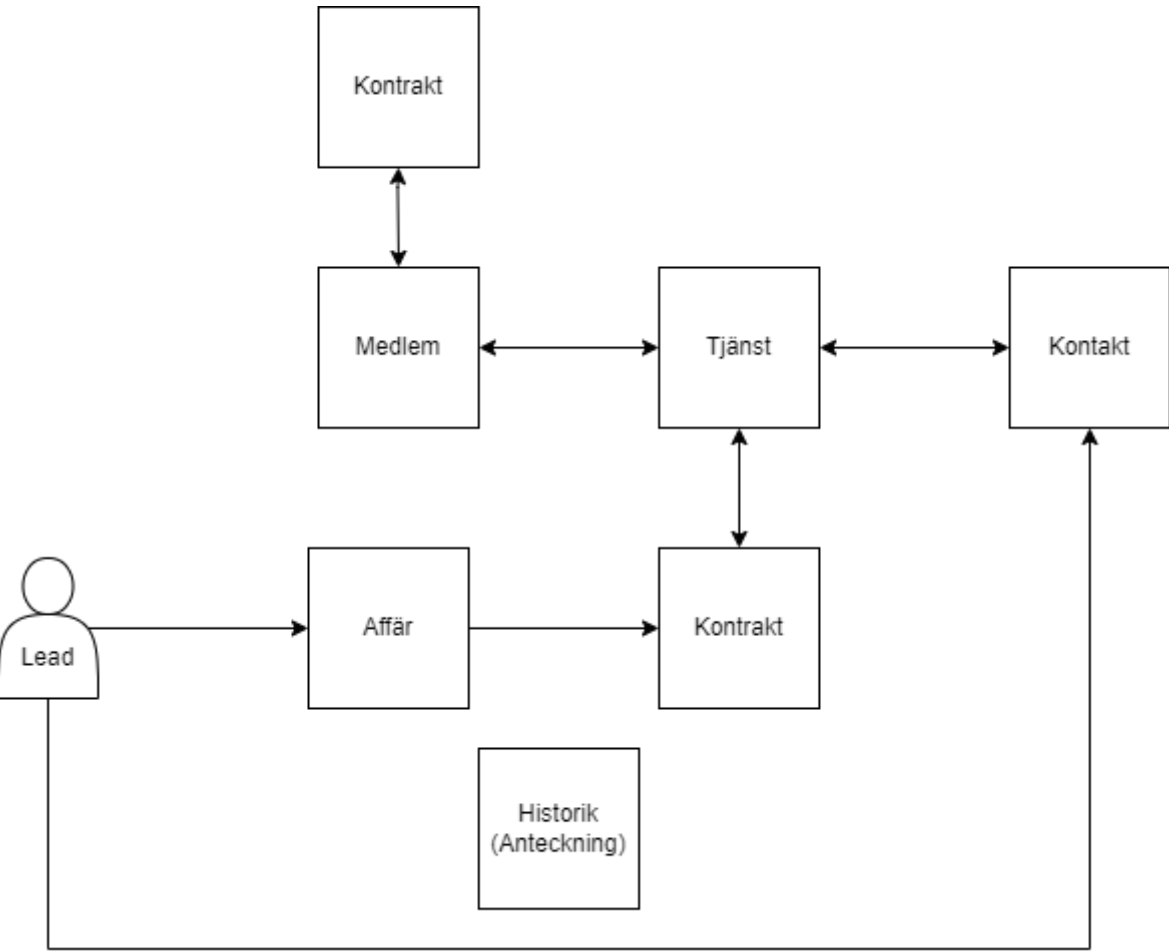 Kontrakt
Medlem
Tjänst
Kontakt
Lead
Affär
Kontrakt
Historik
(Anteckning)